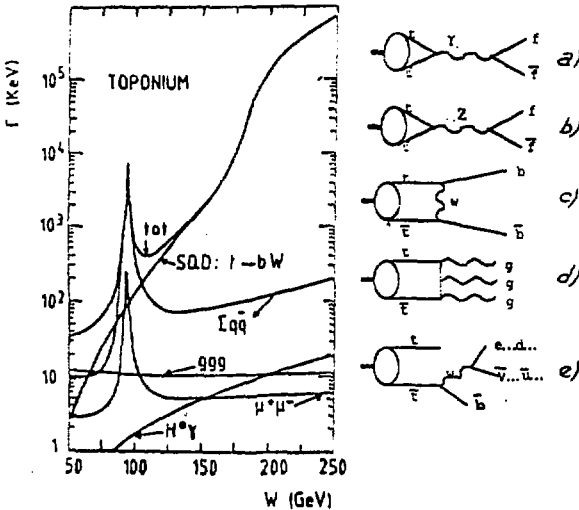 Γ (KeV)
TOPONIUM
10⁵
10⁴
10³
10²
10
1
tot
SQD: t→bW
Σqq̄
ggg
μ⁺μ⁻
H°γ
50 75 100 150 200 250
W (GeV)
t γ f
t̄ f̄
a)
t Z f
t̄ f̄
b)
t b
W
t̄ b̄
c)
t g
g
t̄ g
d)
t e...d...
W ν̄...ū...
t̄ b̄
e)